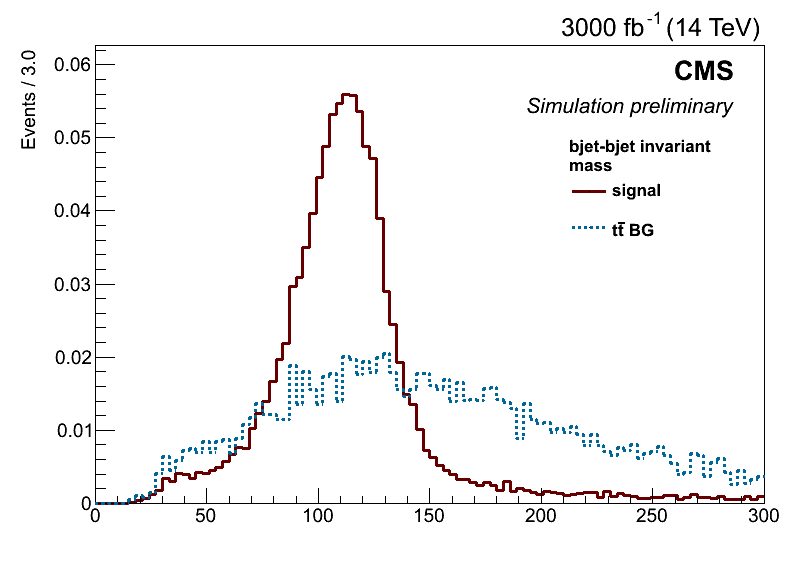 3000 fb-1 (14 TeV)
Events / 3.0
CMS
Simulation preliminary
bjet-bjet invariant
mass
signal
tt̄ BG
0.06
0.05
0.04
0.03
0.02
0.01
0
0 50 100 150 200 250 300